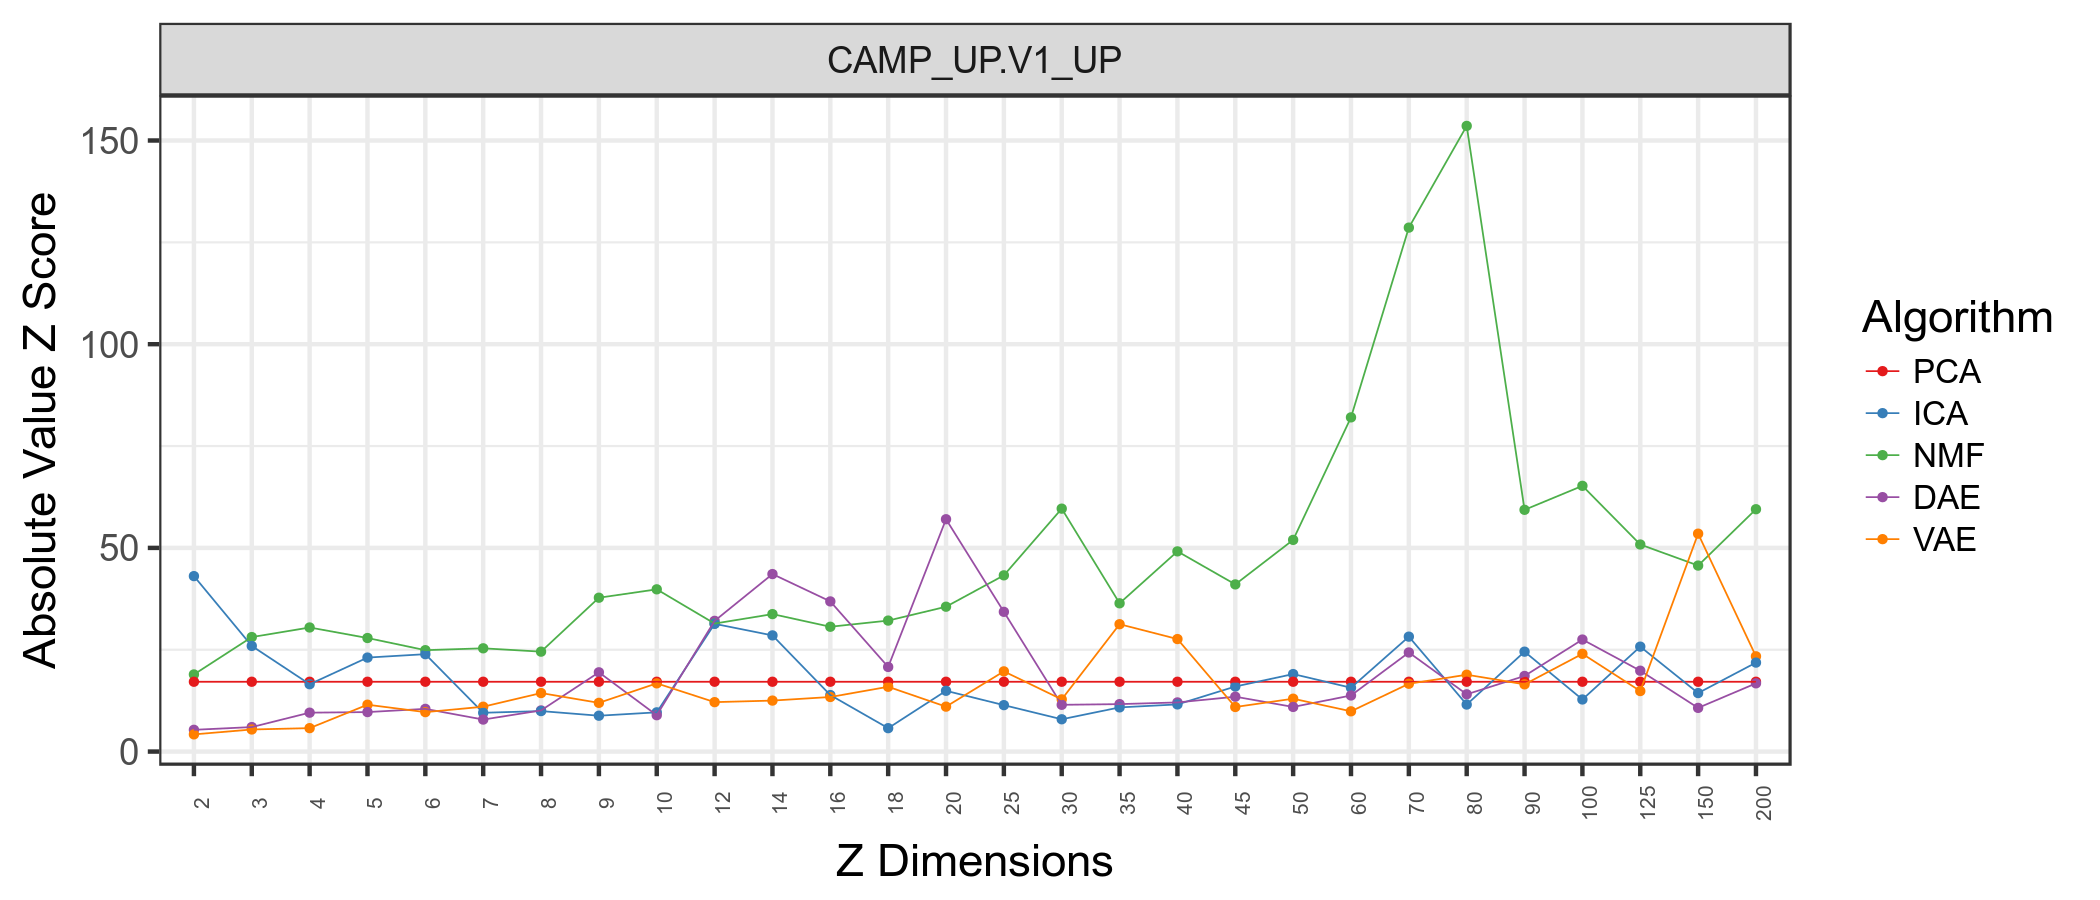 CAMP_UP.V1_UP
Absolute Value Z Score
150
100
50
0
2 3 4 5 6 7 8 9 10 12 14 16 18 20 25 30 35 40 45 50 60 70 80 90 100 125 150 200
Z Dimensions
Algorithm
PCA
ICA
NMF
DAE
VAE